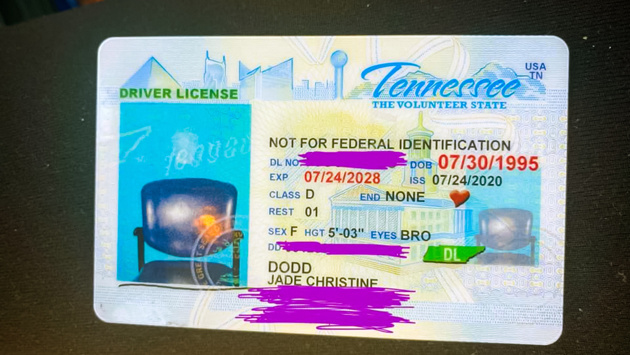 USA
TN
Tennessee
THE VOLUNTEER STATE
DRIVER LICENSE
NOT FOR FEDERAL IDENTIFICATION
DL NO. DOB 07/30/1995
EXP 07/24/2028 ISS 07/24/2020
CLASS D END NONE
REST 01
SEX F HGT 5'-03" EYES BRO
DD
DL
DODD
JADE CHRISTINE